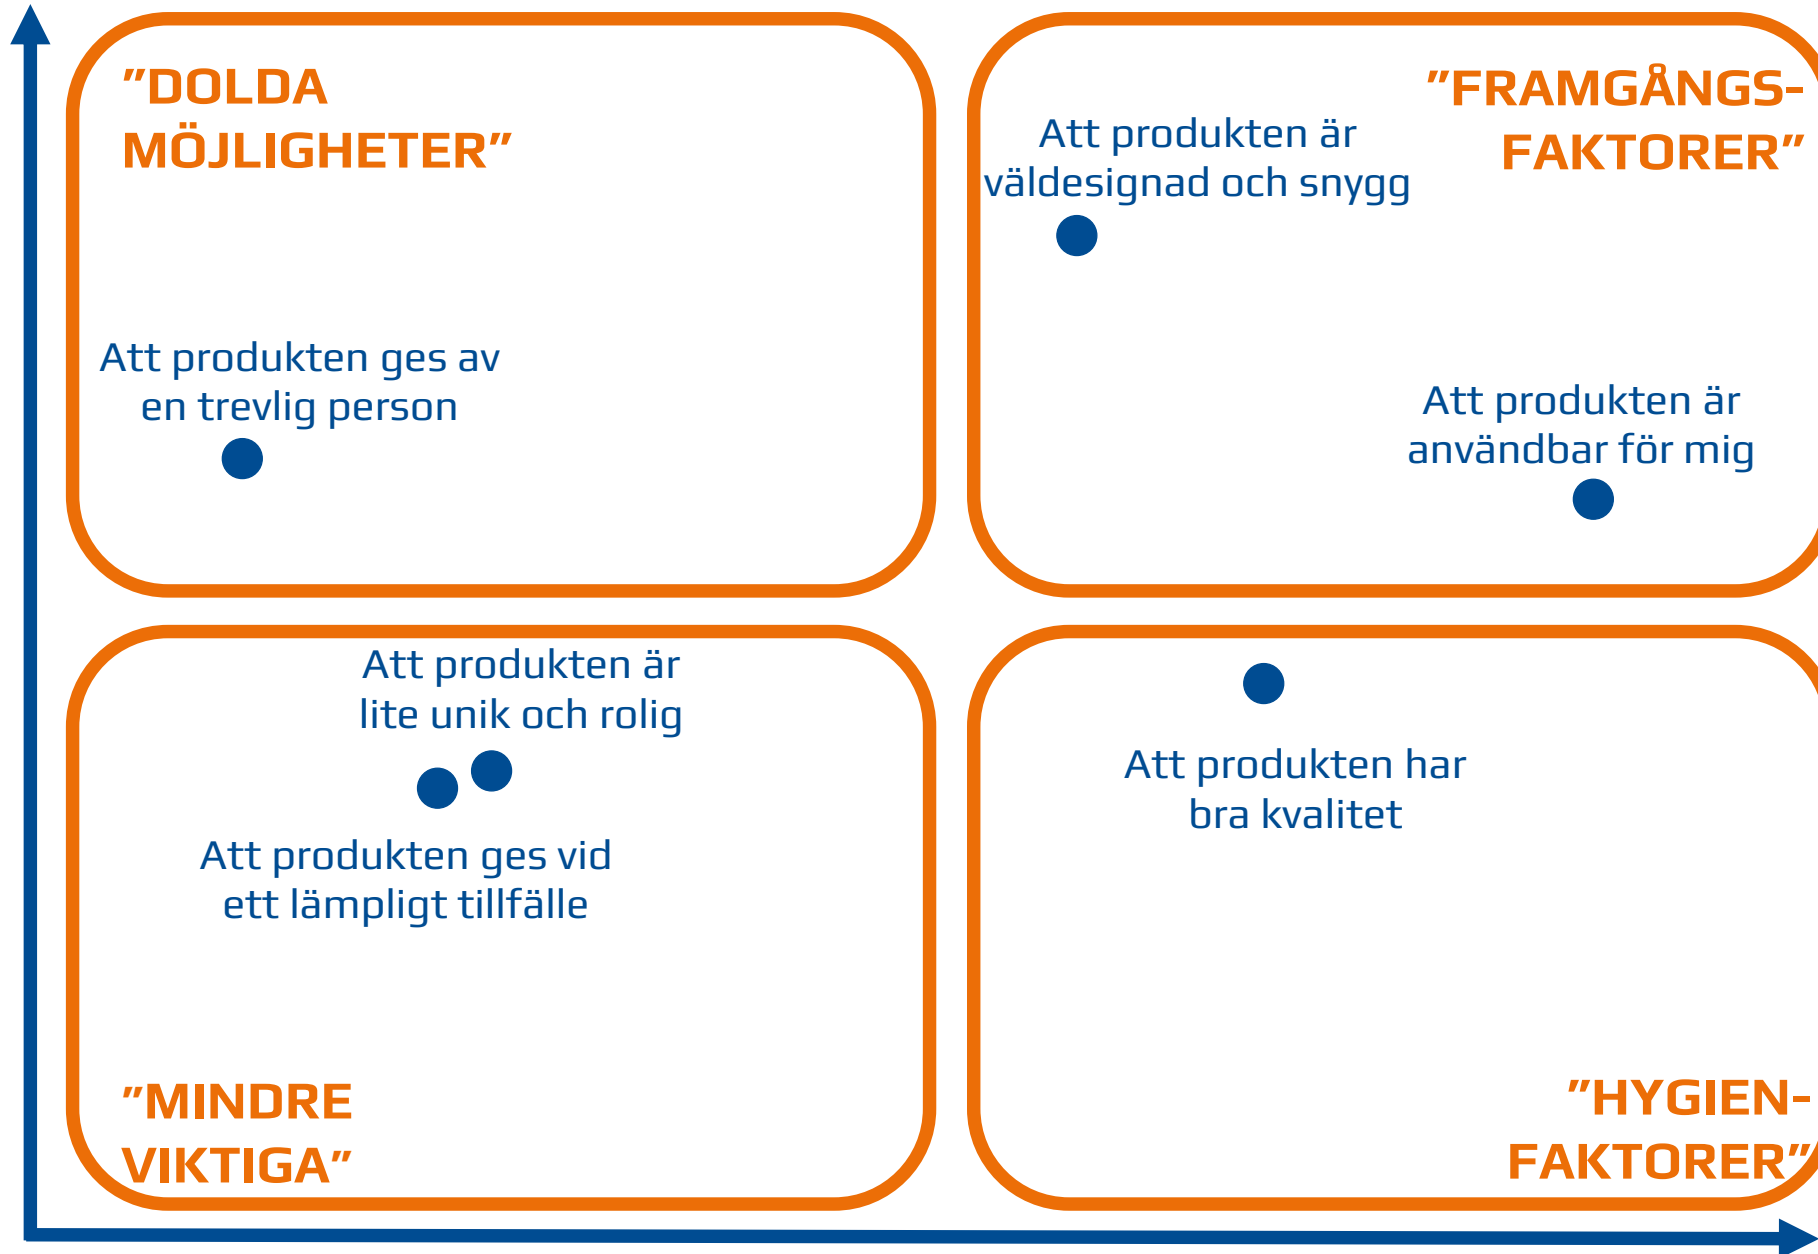 ”DOLDA
MÖJLIGHETER”
”FRAMGÅNGS-
FAKTORER”
Att produkten är
väldesignad och snygg
Att produkten ges av
en trevlig person
Att produkten är
användbar för mig
Att produkten är
lite unik och rolig
Att produkten ges vid
ett lämpligt tillfälle
Att produkten har
bra kvalitet
”MINDRE
VIKTIGA”
”HYGIEN-
FAKTORER”